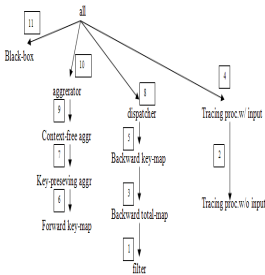 all
11
Black-box
10
8
4
aggrerator
dispatcher
Tracing proc.w/ input
9
5
Context-free aggr
Backward key-map
7
2
Key-preseving aggr
3
Tracing proc.w/o input
6
Backward total-map
Forward key-map
1
filter